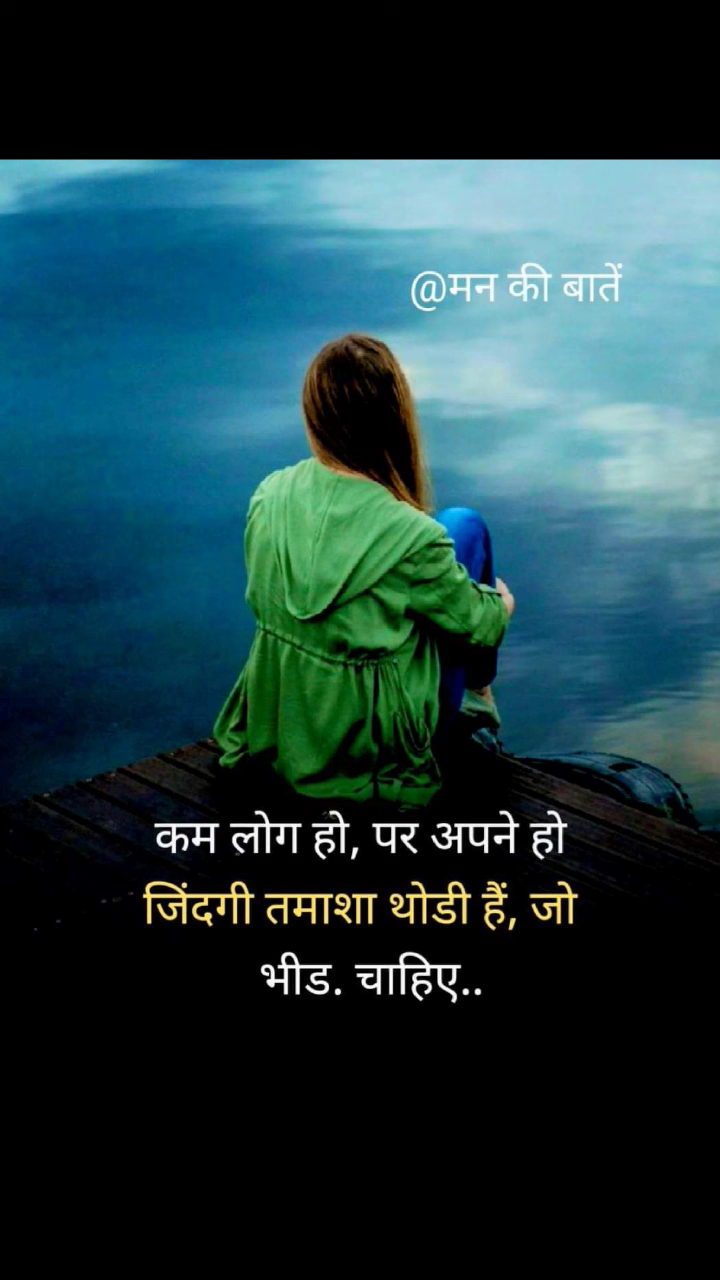 @मन की बातें
कम लोग हो, पर अपने हो
जिंदगी तमाशा थोडी हैं, जो
भीड. चाहिए..